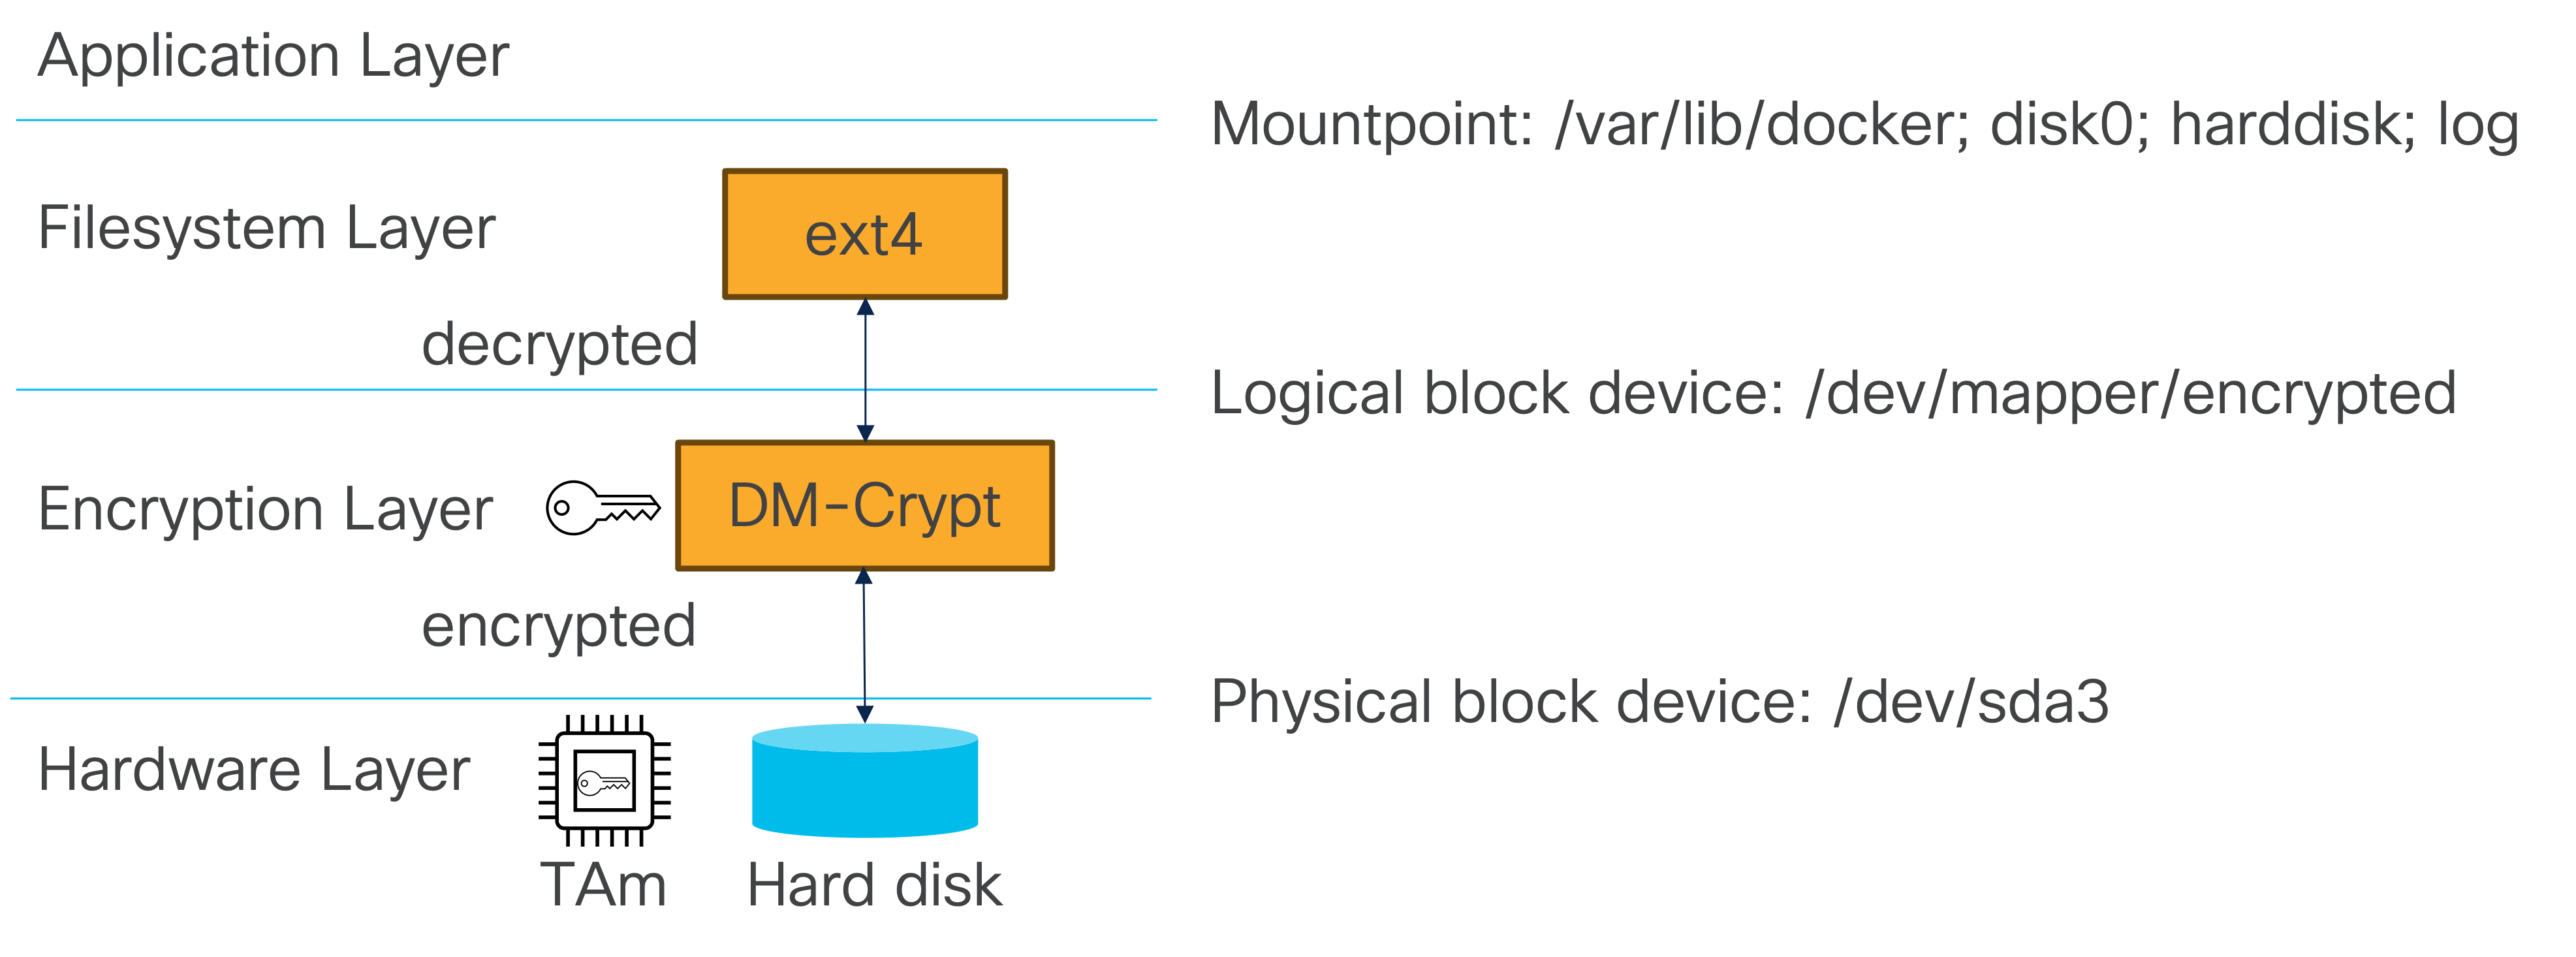 Application Layer
Mountpoint: /var/lib/docker; disk0; harddisk; log
Filesystem Layer
ext4
decrypted
Logical block device: /dev/mapper/encrypted
Encryption Layer
DM-Crypt
encrypted
Physical block device: /dev/sda3
Hardware Layer
TAm
Hard disk